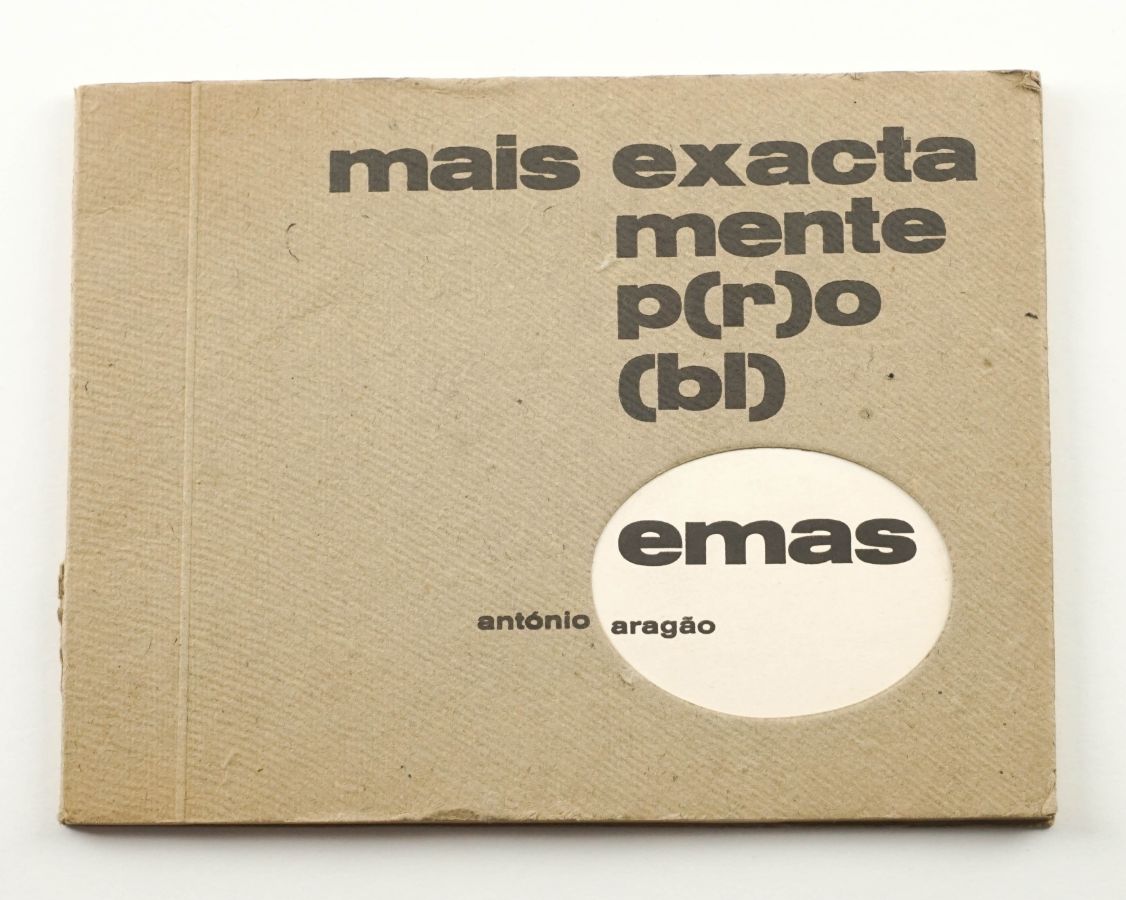 mais exacta
mente
p(r)o
(bl)
emas
antónio aragão